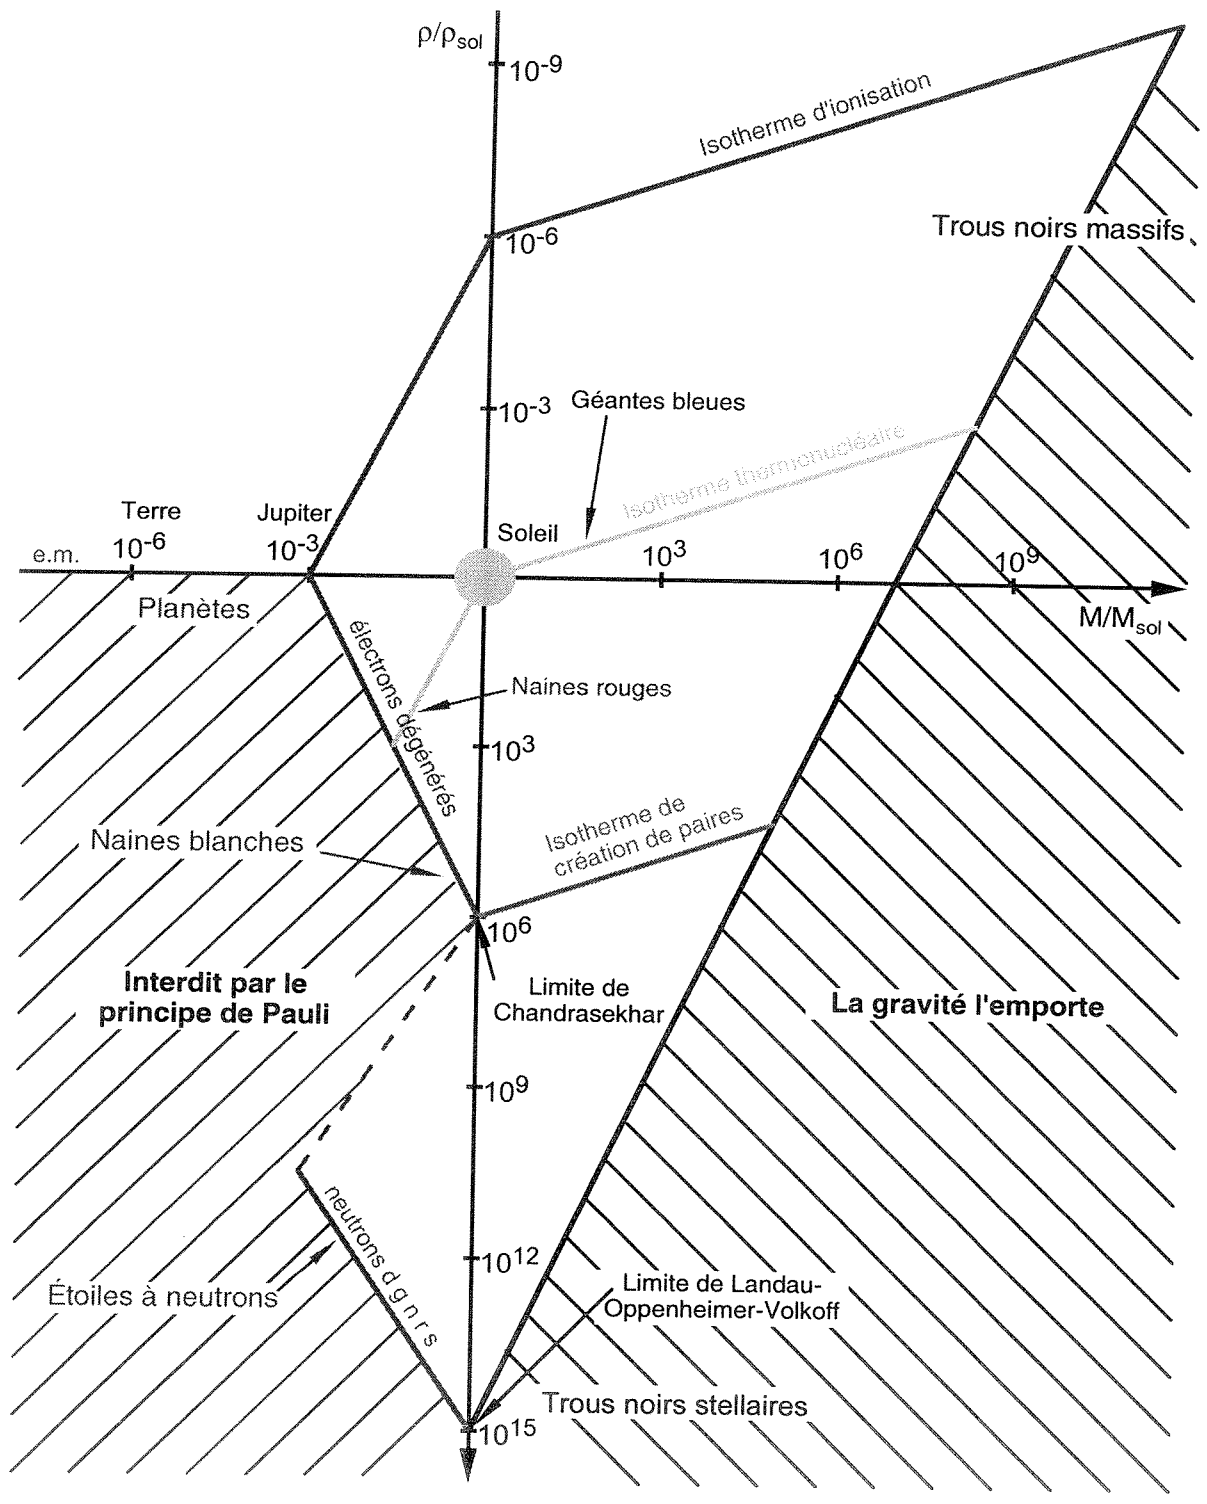 ρ/ρsol
10-9
Isotherme d'ionisation
Trous noirs massifs
10-6
10-3
Géantes bleues
Isotherme thermonucléaire
Terre
Jupiter
Soleil
e.m.
10-6
10-3
103
106
109
Planètes
M/Msol
électrons dégénérés
Naines rouges
103
Naines blanches
Isotherme de
création de paires
106
Interdit par le
principe de Pauli
Limite de
Chandrasekhar
La gravité l'emporte
109
neutrons d g n r s
1012
Étoiles à neutrons
Limite de Landau-
Oppenheimer-Volkoff
Trous noirs stellaires
1015